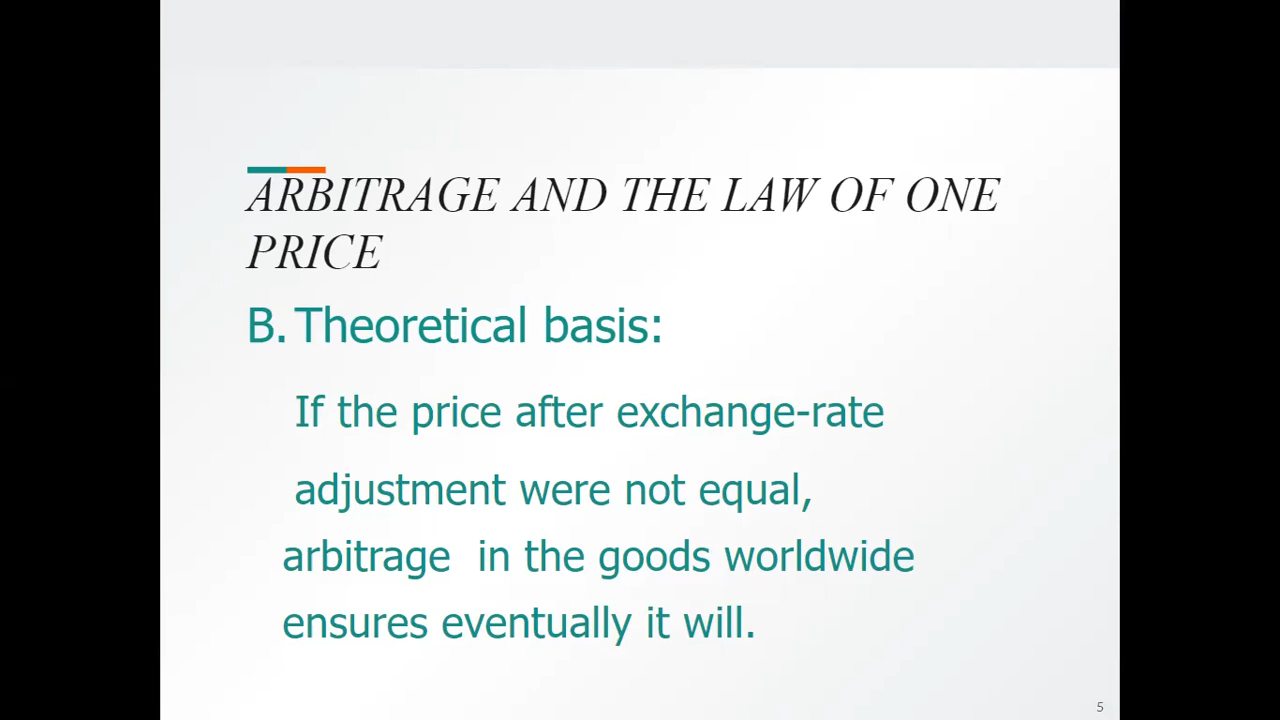 ARBITRAGE AND THE LAW OF ONE
PRICE
B. Theoretical basis:
If the price after exchange-rate
adjustment were not equal,
arbitrage in the goods worldwide
ensures eventually it will.
5